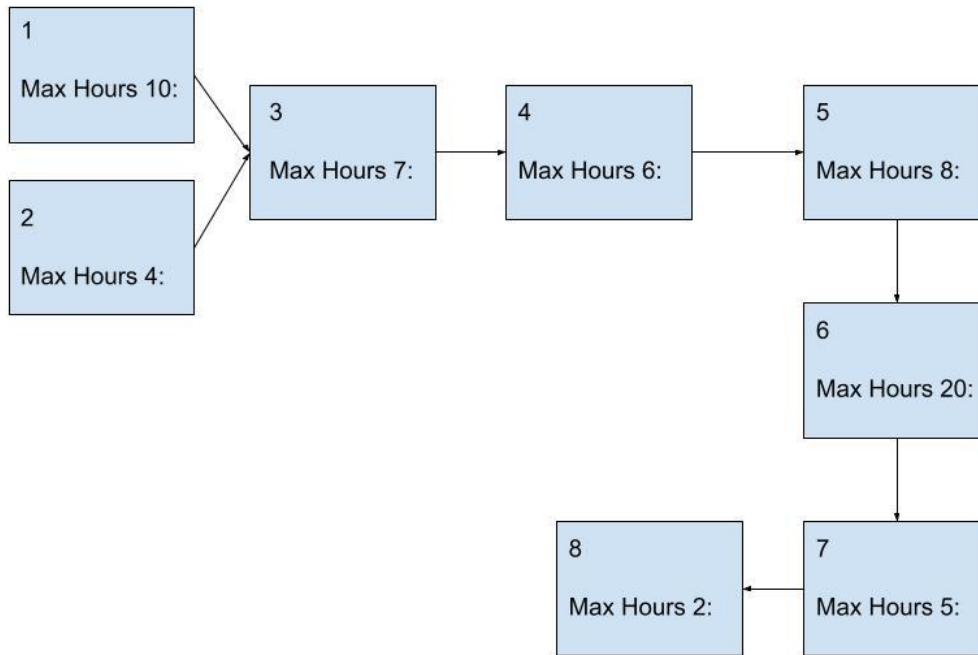 1
Max Hours 10:
2
Max Hours 4:
3
Max Hours 7:
4
Max Hours 6:
5
Max Hours 8:
6
Max Hours 20:
7
Max Hours 5:
8
Max Hours 2: